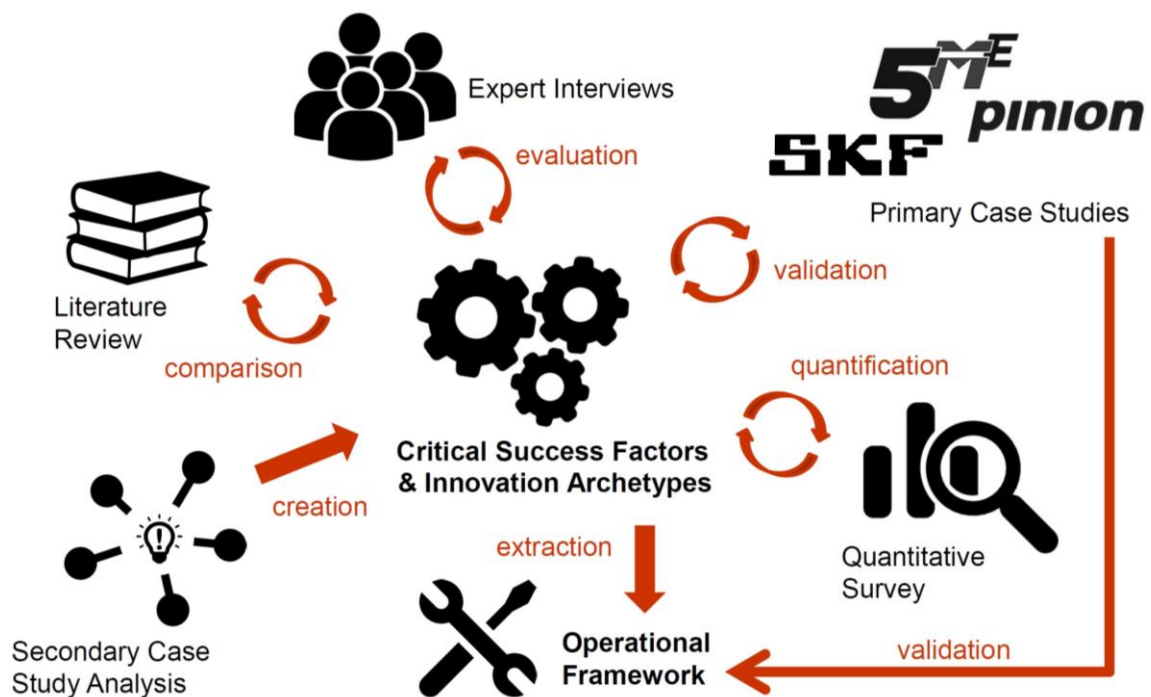 Expert Interviews
evaluation
5ME
pinion
SKF
Primary Case Studies
validation
Literature
Review
comparison
quantification
Critical Success Factors
& Innovation Archetypes
creation
extraction
Quantitative
Survey
Secondary Case
Study Analysis
Operational
Framework
validation